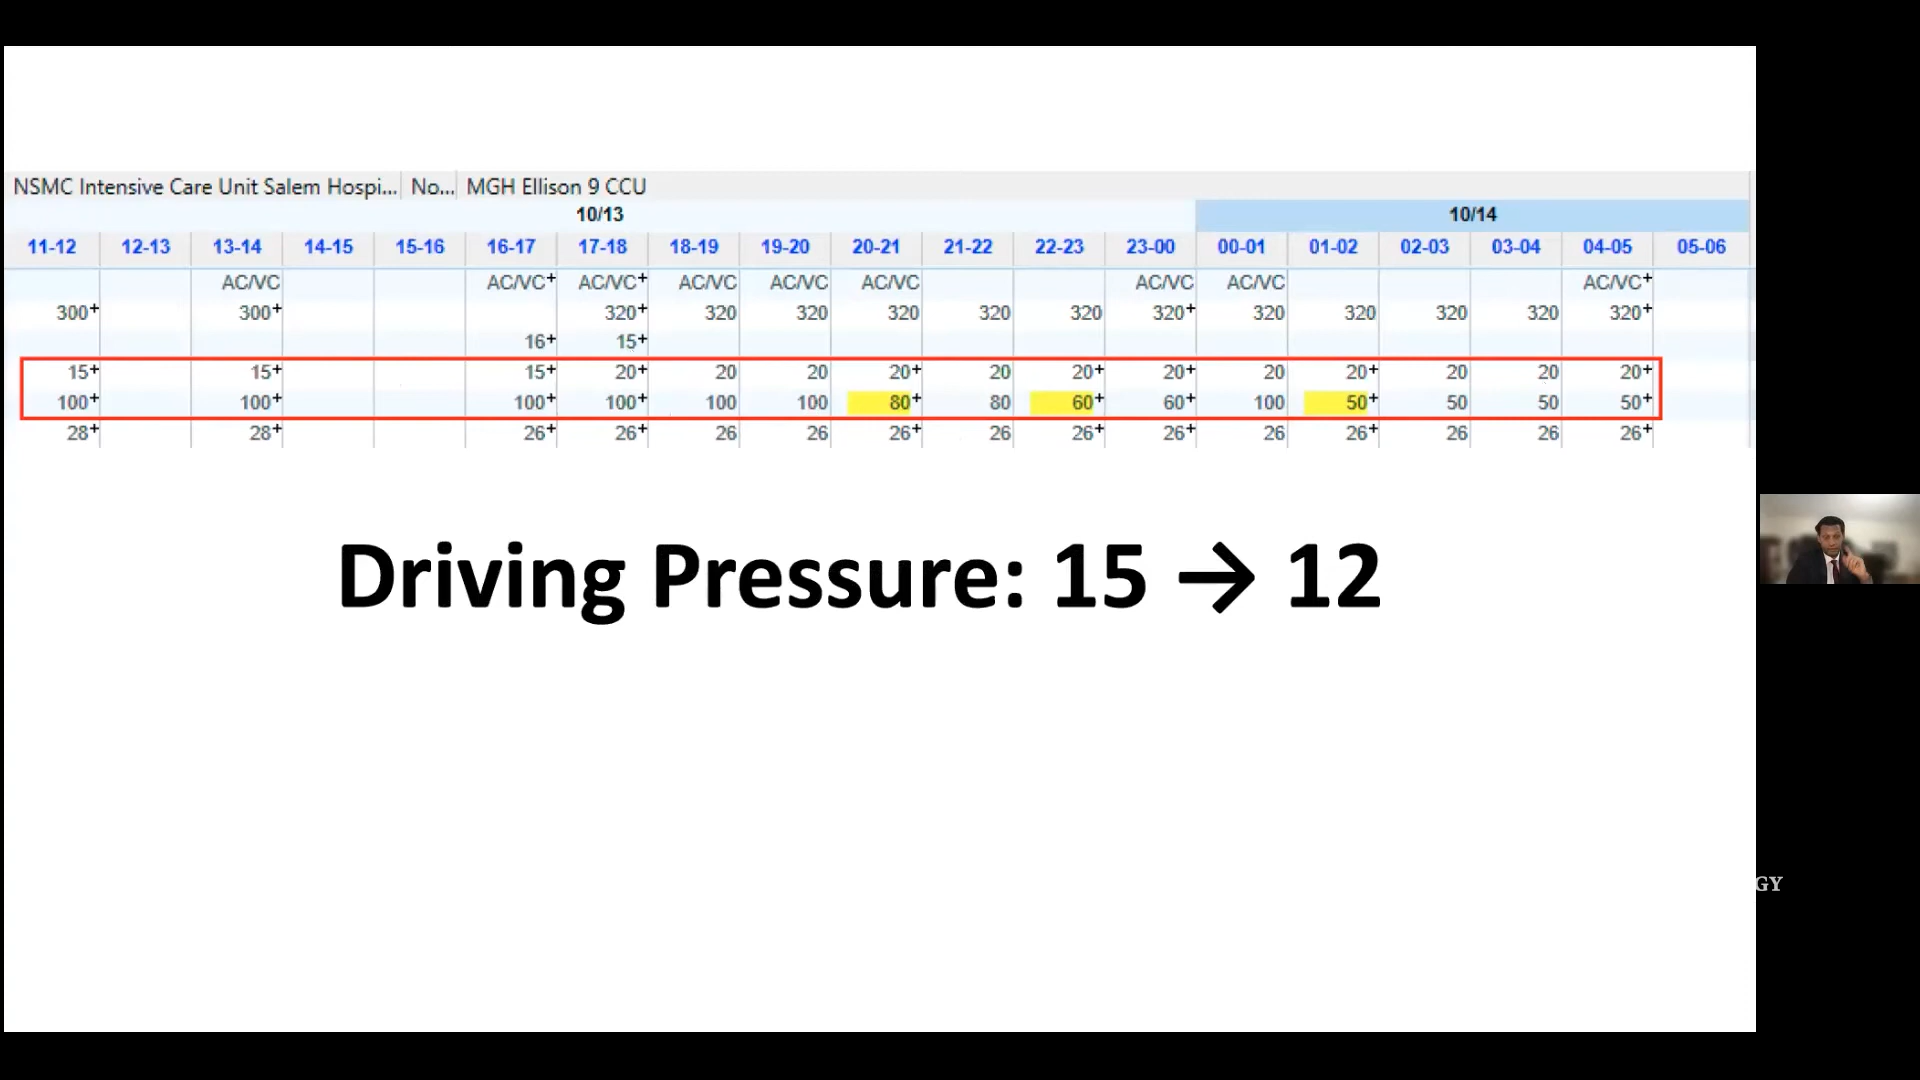 NSMC Intensive Care Unit Salem Hospi... No... MGH Ellison 9 CCU
10/13 10/14
11-12 12-13 13-14 14-15 15-16 16-17 17-18 18-19 19-20 20-21 21-22 22-23 23-00 00-01 01-02 02-03 03-04 04-05 05-06
AC/VC AC/VC+ AC/VC+ AC/VC AC/VC AC/VC AC/VC AC/VC AC/VC+
300+ 300+ 320+ 320 320 320 320 320 320+ 320 320 320 320 320+
16+ 15+
15+ 15+ 15+ 20+ 20 20 20+ 20 20+ 20+ 20 20+ 20 20 20+
100+ 100+ 100+ 100+ 100 100 80+ 80 60+ 60+ 100 50+ 50 50 50+
28+ 28+ 26+ 26+ 26 26 26+ 26 26+ 26+ 26 26+ 26 26 26+
Driving Pressure: 15 → 12
GY